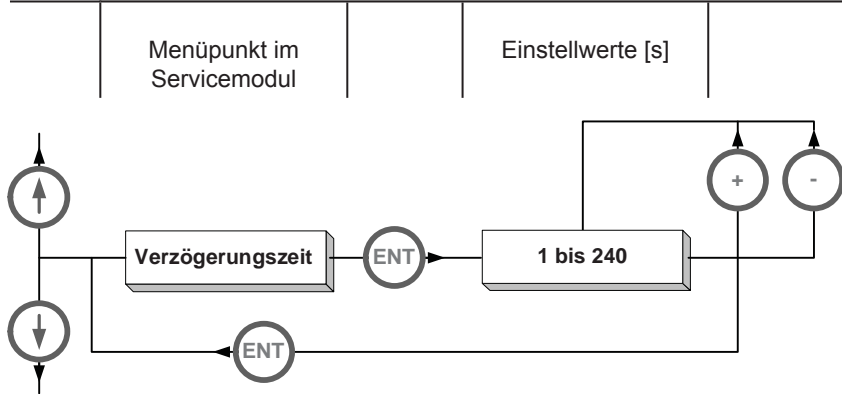 Menüpunkt im
Servicemodul
Einstellwerte [s]
+
-
Verzögerungszeit
ENT
1 bis 240
ENT